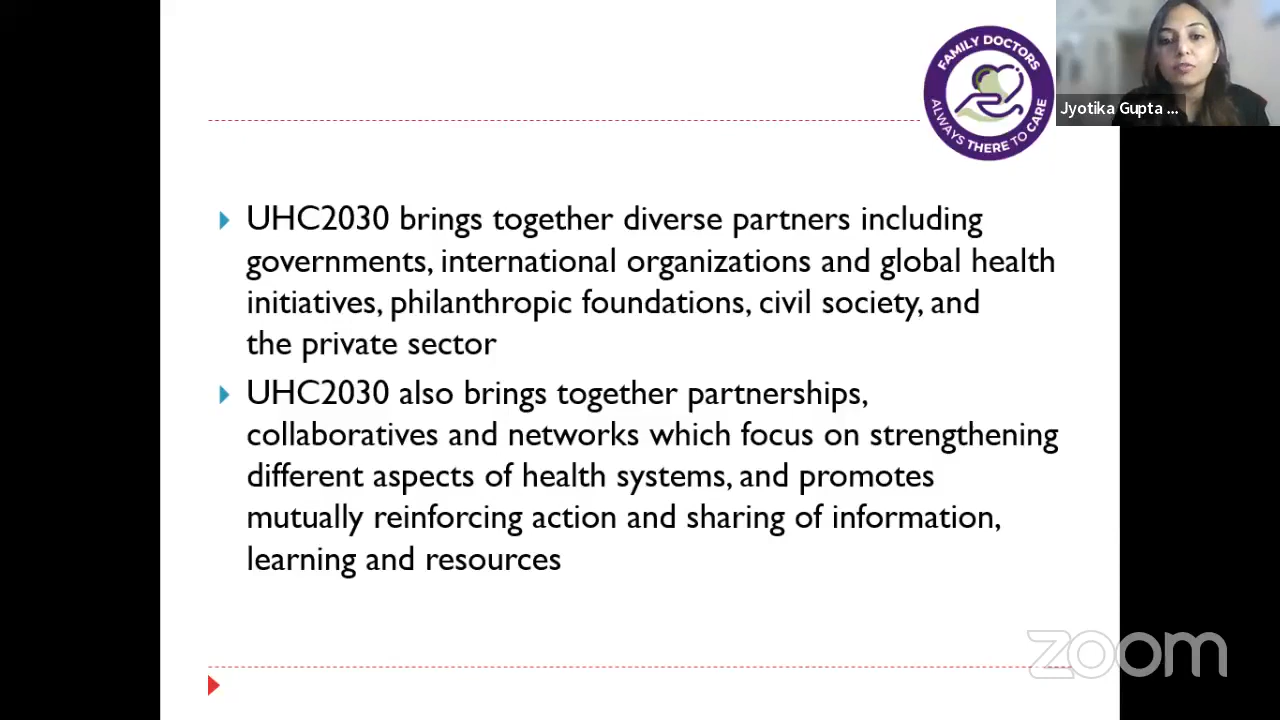 FAMILY DOCTORS
ALWAYS THERE TO CARE
Jyotika Gupta ...
UHC2030 brings together diverse partners including
governments, international organizations and global health
initiatives, philanthropic foundations, civil society, and
the private sector
UHC2030 also brings together partnerships,
collaboratives and networks which focus on strengthening
different aspects of health systems, and promotes
mutually reinforcing action and sharing of information,
learning and resources
zoom